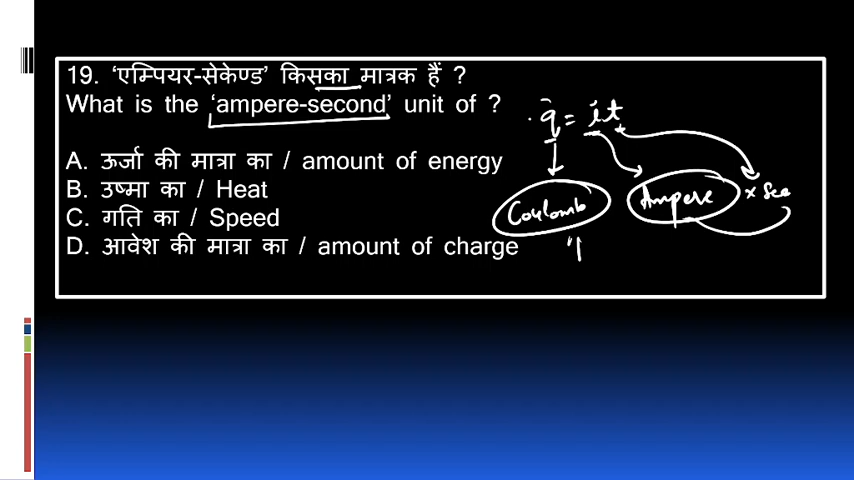 19. 'एम्पियर-सेकेण्ड' किसका मात्रक हैं ?
What is the 'ampere-second' unit of ?
q = it
A. ऊर्जा की मात्रा का / amount of energy
B. उष्मा का / Heat
C. गति का / Speed
D. आवेश की मात्रा का / amount of charge
Coulomb
Ampere × Sec